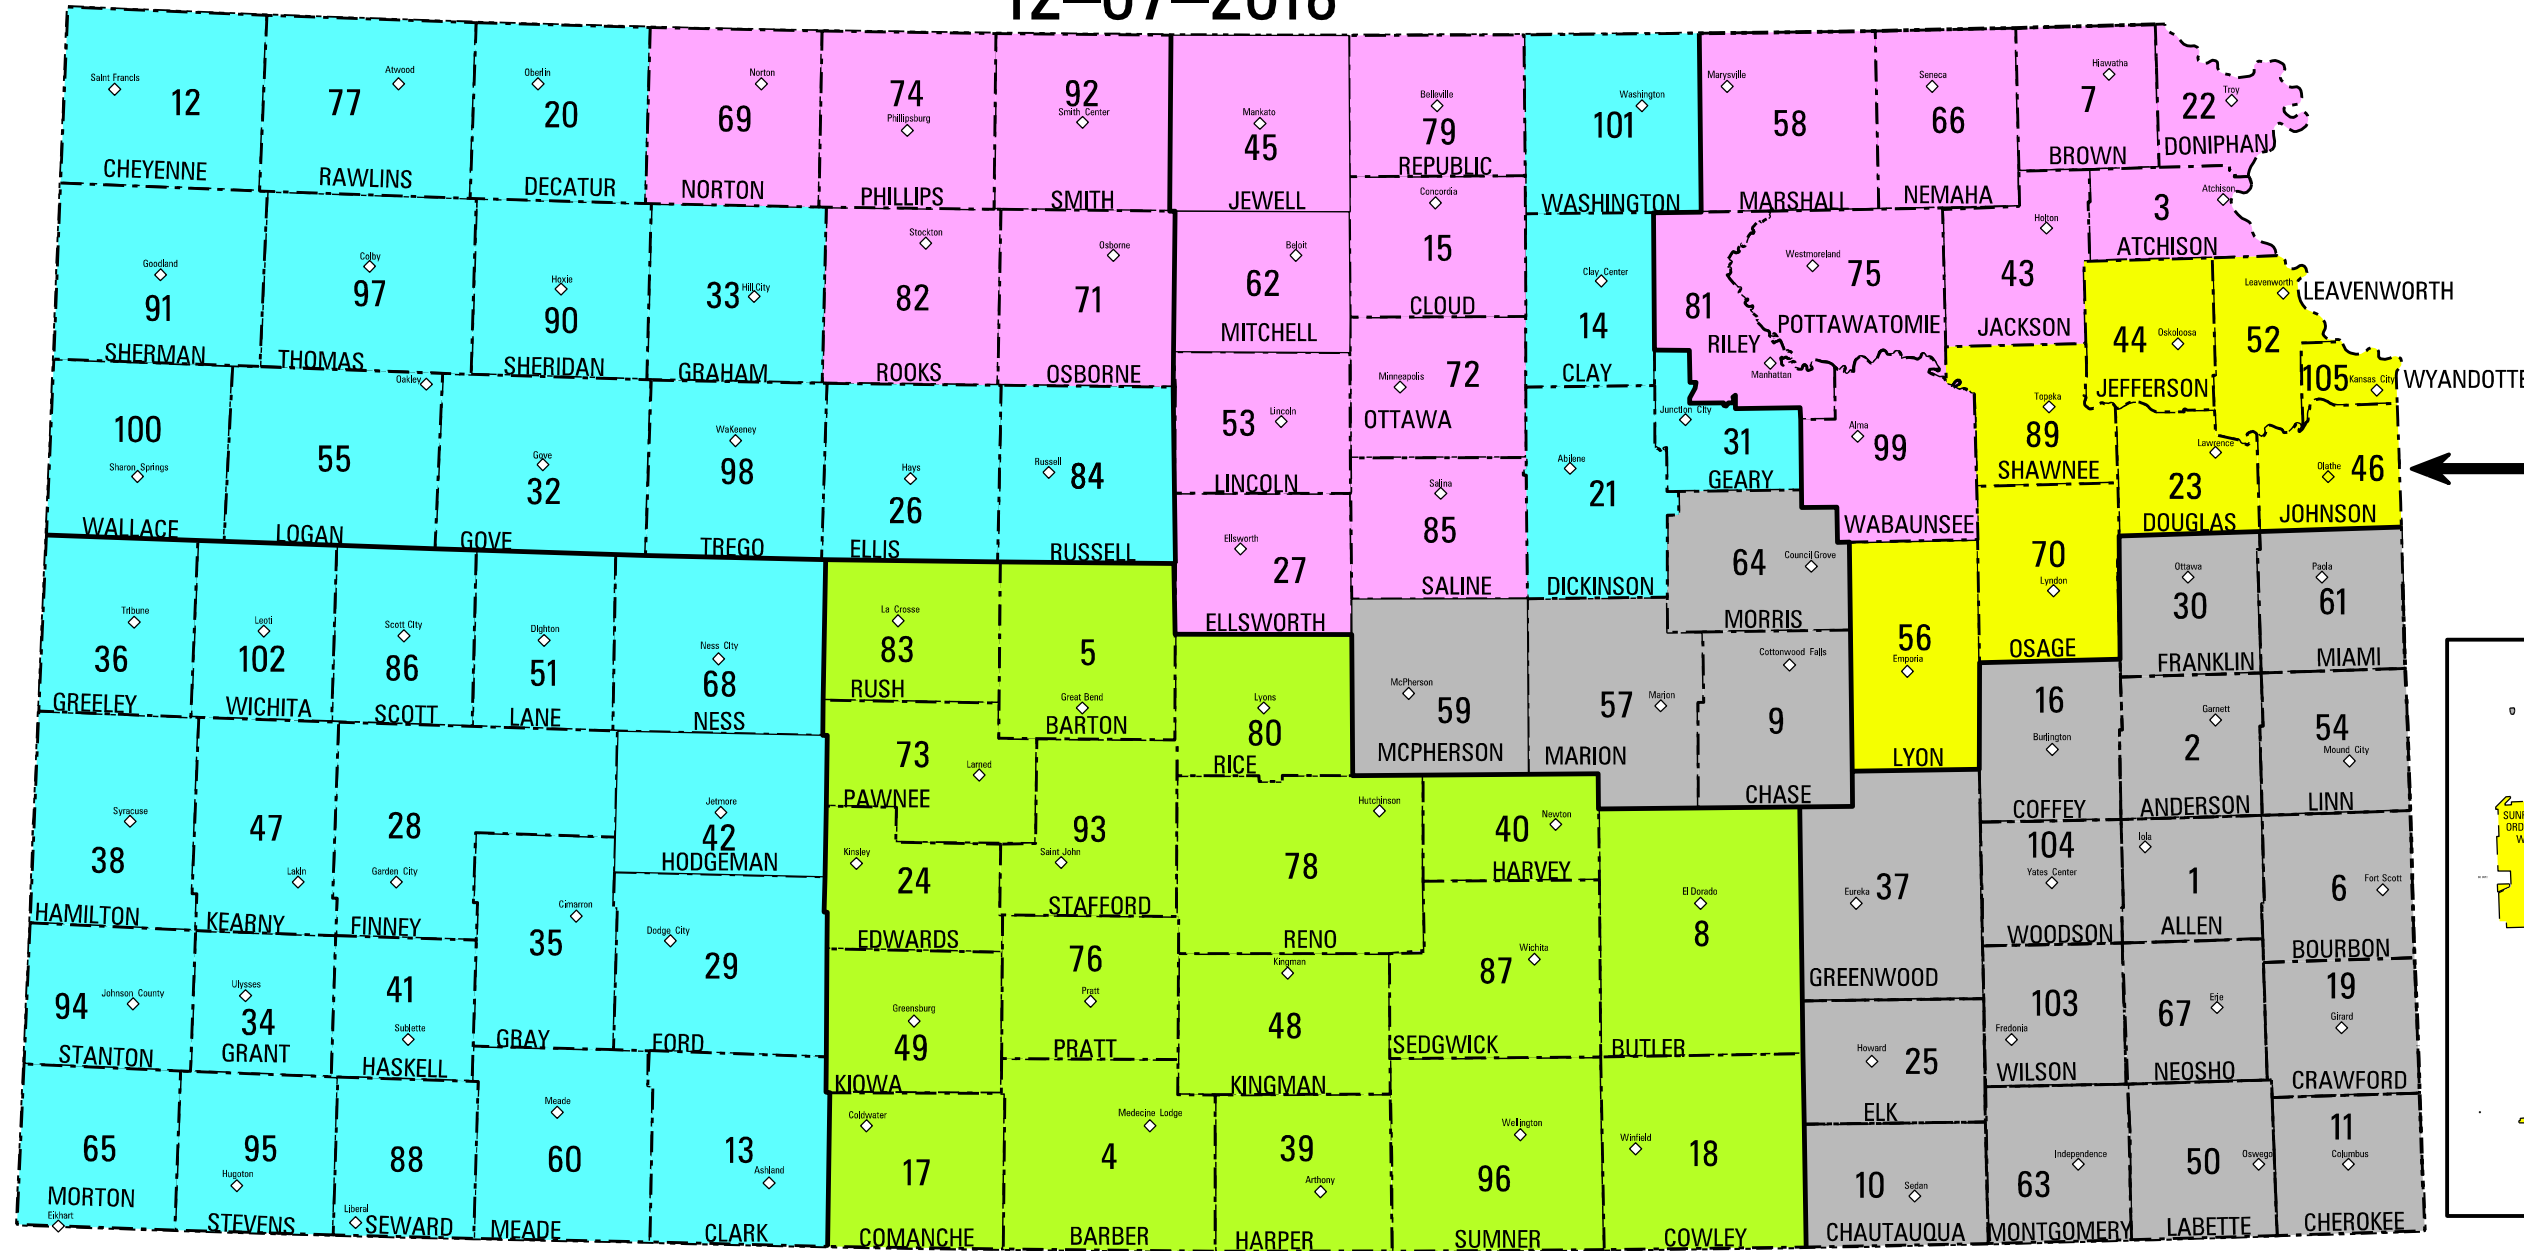 12-07-2018
Saint Francis
12
CHEYENNE
Atwood
77
RAWLINS
Oberlin
20
DECATUR
Norton
69
NORTON
74
Phillipsburg
PHILLIPS
92
Smith Center
SMITH
Mankato
45
JEWELL
Belleville
79
REPUBLIC
Washington
101
WASHINGTON
Marysville
58
MARSHALL
Seneca
66
NEMAHA
Hiawatha
7
BROWN
Troy
22
DONIPHAN
Atchison
3
ATCHISON
Goodland
91
SHERMAN
Colby
97
THOMAS
Hoxie
90
SHERIDAN
33
Hill City
GRAHAM
Stockton
82
ROOKS
Osborne
71
OSBORNE
Beloit
62
MITCHELL
Concordia
15
CLOUD
Clay Center
14
CLAY
81
RILEY
Manhattan
Westmoreland
75
POTTAWATOMIE
Holton
43
JACKSON
44
Oskoloosa
JEFFERSON
Leavenworth
LEAVENWORTH
52
105
Kansas City
WYANDOTTE
100
Sharon Springs
WALLACE
Oakley
55
LOGAN
Gove
32
GOVE
WaKeeney
98
TREGO
Hays
26
ELLIS
Russell
84
RUSSELL
53
Lincoln
LINCOLN
Minneapolis
72
OTTAWA
Salina
85
SALINE
Abilene
21
DICKINSON
Junction City
31
GEARY
Alma
99
WABAUNSEE
Topeka
89
SHAWNEE
Lawrence
23
DOUGLAS
Olathe
46
JOHNSON
Ellsworth
27
ELLSWORTH
64
Council Grove
MORRIS
70
Lyndon
OSAGE
Ottawa
30
FRANKLIN
Paola
61
MIAMI
Tribune
36
GREELEY
Leoti
102
WICHITA
Scott City
86
SCOTT
Dighton
51
LANE
Ness City
68
NESS
La Crosse
83
RUSH
5
Great Bend
BARTON
Lyons
80
RICE
McPherson
59
MCPHERSON
57
Marion
MARION
Cottonwood Falls
9
CHASE
56
Emporia
LYON
16
Burlington
COFFEY
Garnett
2
ANDERSON
54
Mound City
LINN
Syracuse
38
HAMILTON
47
Lakin
KEARNY
28
Garden City
FINNEY
Jetmore
42
HODGEMAN
73
Larned
PAWNEE
93
Saint John
STAFFORD
Kinsley
24
EDWARDS
Hutchinson
78
RENO
40
Newton
HARVEY
El Dorado
8
BUTLER
Eureka
37
GREENWOOD
104
Yates Center
WOODSON
Iola
1
ALLEN
6
Fort Scott
BOURBON
94
Johnson County
STANTON
Ulysses
34
GRANT
41
Sublette
HASKELL
Cimarron
35
GRAY
Dodge City
29
FORD
Greensburg
49
KIOWA
76
Pratt
PRATT
Kingman
48
KINGMAN
87
Wichita
SEDGWICK
Howard
25
ELK
103
Fredonia
WILSON
67
Erie
NEOSHO
19
Girard
CRAWFORD
65
MORTON
Elkhart
95
Hugoton
STEVENS
88
Liberal
SEWARD
Meade
60
MEADE
13
Ashland
CLARK
Coldwater
17
COMANCHE
Medecine Lodge
4
BARBER
39
Arthony
HARPER
Wellington
96
SUMNER
Winfield
18
COWLEY
10
Sedan
CHAUTAUQUA
Independence
63
MONTGOMERY
50
Oswego
LABETTE
11
Columbus
CHEROKEE